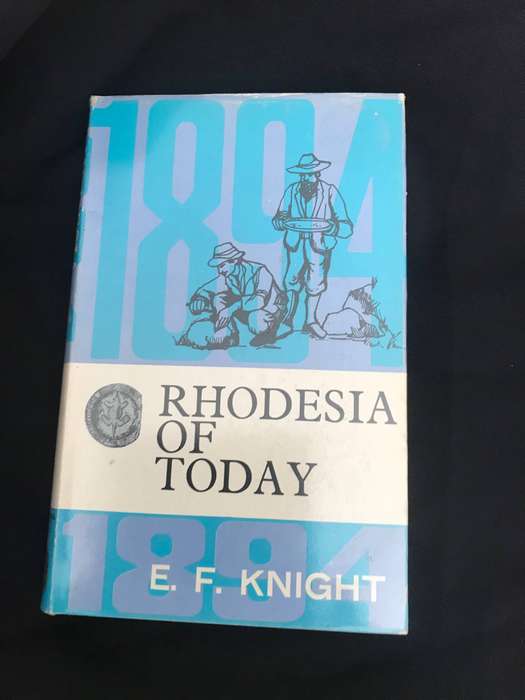 1894
RHODESIA
OF
TODAY
1894
E. F. KNIGHT